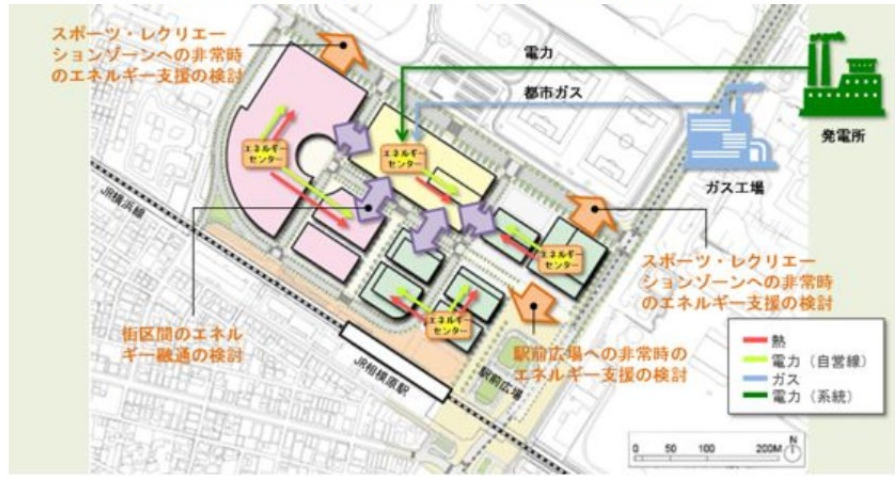 スポーツ・レクリエー
ションゾーンへの非常時
のエネルギー支援の検討
電力
都市ガス
発電所
ガス工場
エネルギー
センター
エネルギー
センター
JR横浜線
スポーツ・レクリエー
ションゾーンへの非常時
のエネルギー支援の検討
エネルギー
センター
エネルギー
センター
街区間のエネル
ギー融通の検討
駅前広場への非常時の
エネルギー支援の検討
JR相模原駅
駅前広場
熱
電力（自営線）
ガス
電力（系統）
0 50 100 200M
N